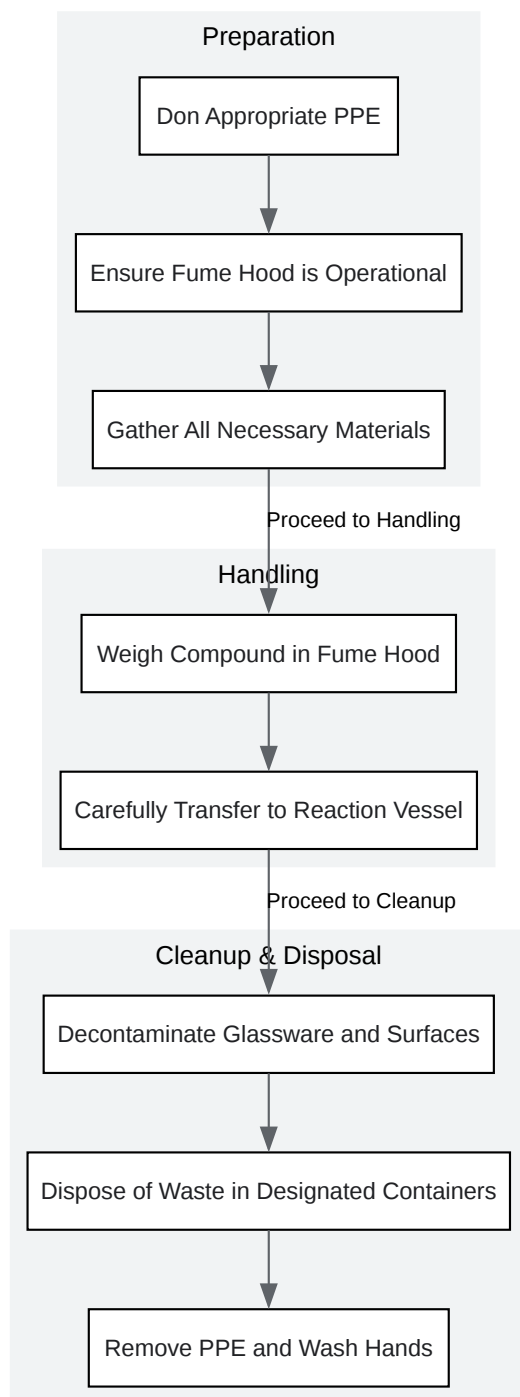 Preparation
Don Appropriate PPE
Ensure Fume Hood is Operational
Gather All Necessary Materials
Proceed to Handling
Handling
Weigh Compound in Fume Hood
Carefully Transfer to Reaction Vessel
Proceed to Cleanup
Cleanup & Disposal
Decontaminate Glassware and Surfaces
Dispose of Waste in Designated Containers
Remove PPE and Wash Hands